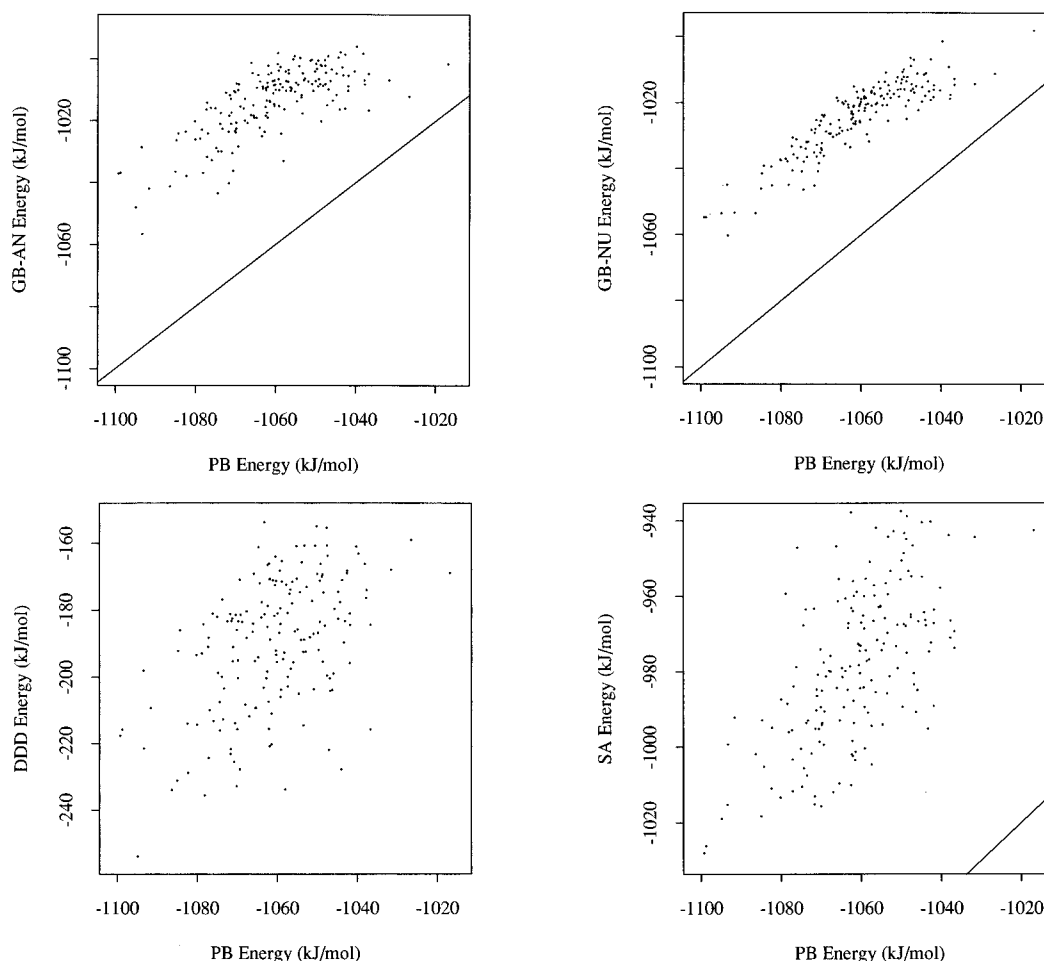 GB-AN Energy (kJ/mol)
-1020
-1060
-1100
-1100 -1080 -1060 -1040 -1020
PB Energy (kJ/mol)
GB-NU Energy (kJ/mol)
-1020
-1060
-1100
-1100 -1080 -1060 -1040 -1020
PB Energy (kJ/mol)
DDD Energy (kJ/mol)
-160
-180
-200
-220
-240
-1100 -1080 -1060 -1040 -1020
PB Energy (kJ/mol)
SA Energy (kJ/mol)
-940
-960
-980
-1000
-1020
-1100 -1080 -1060 -1040 -1020
PB Energy (kJ/mol)